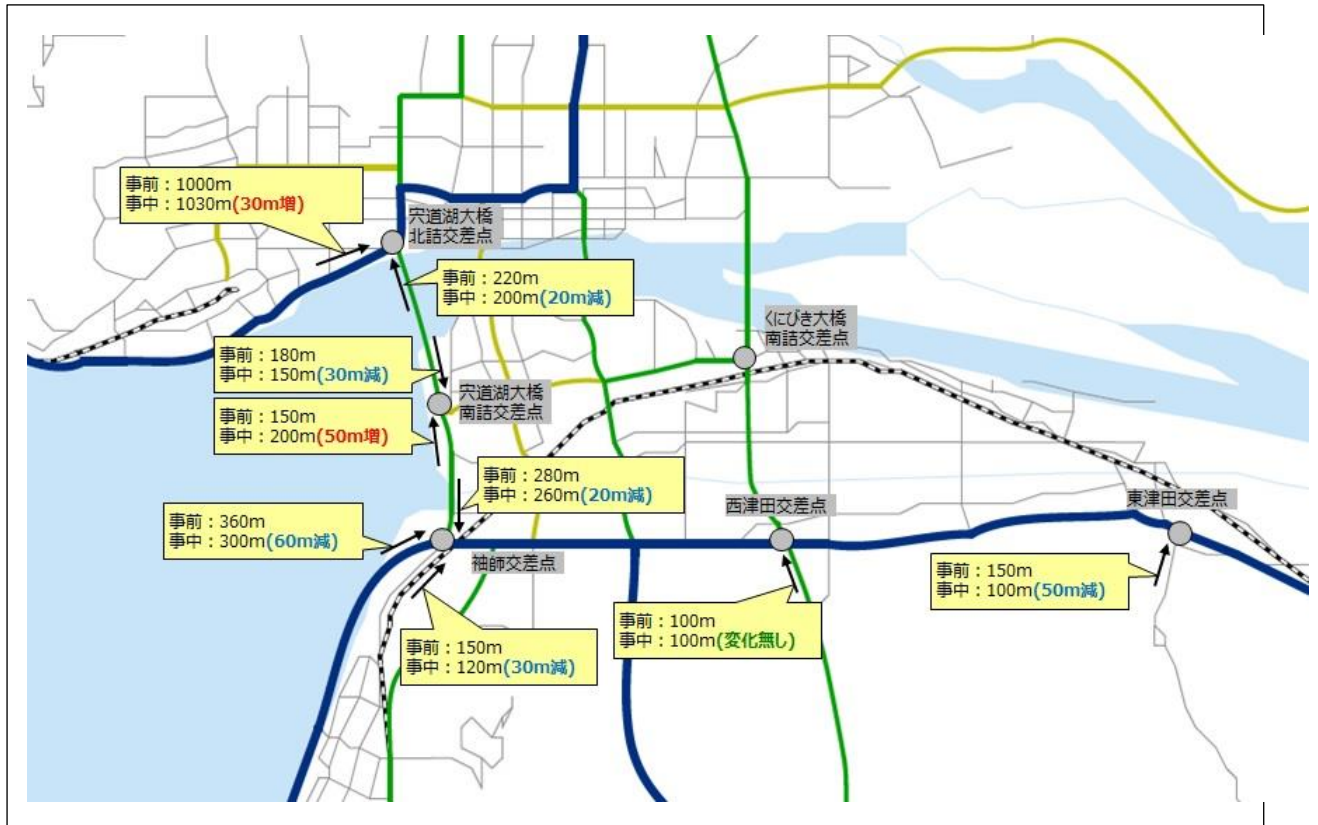 事前：1000m
事中：1030m(30m増)
宍道湖大橋
北詰交差点
事前：220m
事中：200m(20m減)
くにびき大橋
南詰交差点
事前：180m
事中：150m(30m減)
宍道湖大橋
南詰交差点
事前：150m
事中：200m(50m増)
事前：280m
事中：260m(20m減)
西津田交差点
東津田交差点
事前：360m
事中：300m(60m減)
袖師交差点
事前：150m
事中：100m(50m減)
事前：100m
事中：100m(変化無し)
事前：150m
事中：120m(30m減)